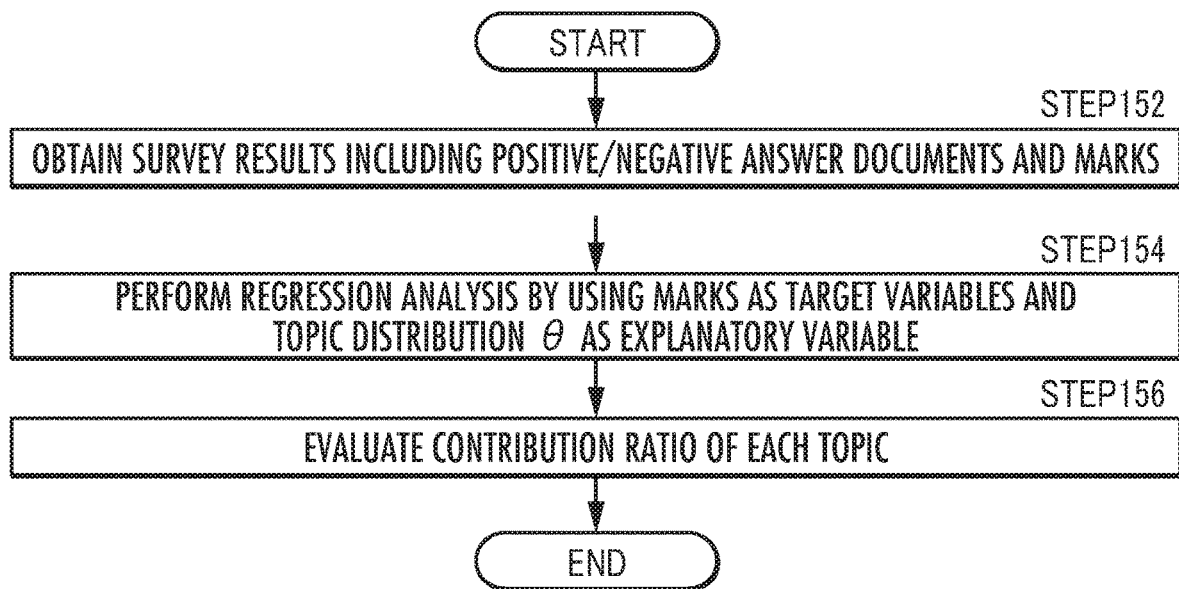 START
STEP152
OBTAIN SURVEY RESULTS INCLUDING POSITIVE/NEGATIVE ANSWER DOCUMENTS AND MARKS
STEP154
PERFORM REGRESSION ANALYSIS BY USING MARKS AS TARGET VARIABLES AND
TOPIC DISTRIBUTION θ AS EXPLANATORY VARIABLE
STEP156
EVALUATE CONTRIBUTION RATIO OF EACH TOPIC
END